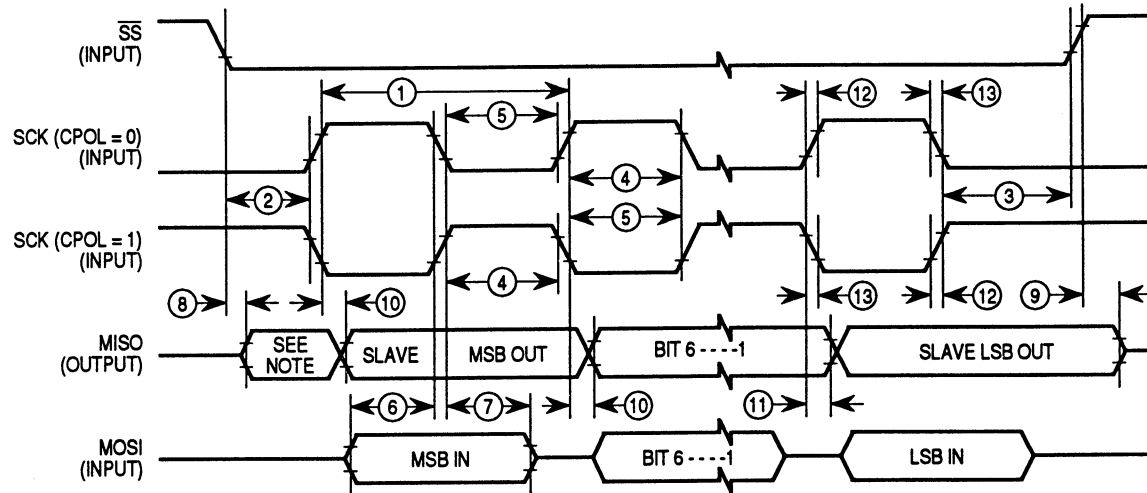 SS
(INPUT)
1
12
13
5
SCK (CPOL = 0)
(INPUT)
4
2
3
5
SCK (CPOL = 1)
(INPUT)
4
8
10
13
12
9
MISO
(OUTPUT)
SEE
NOTE
SLAVE
MSB OUT
BIT 6 - - - - 1
SLAVE LSB OUT
6
7
10
11
MOSI
(INPUT)
MSB IN
BIT 6 - - - - 1
LSB IN